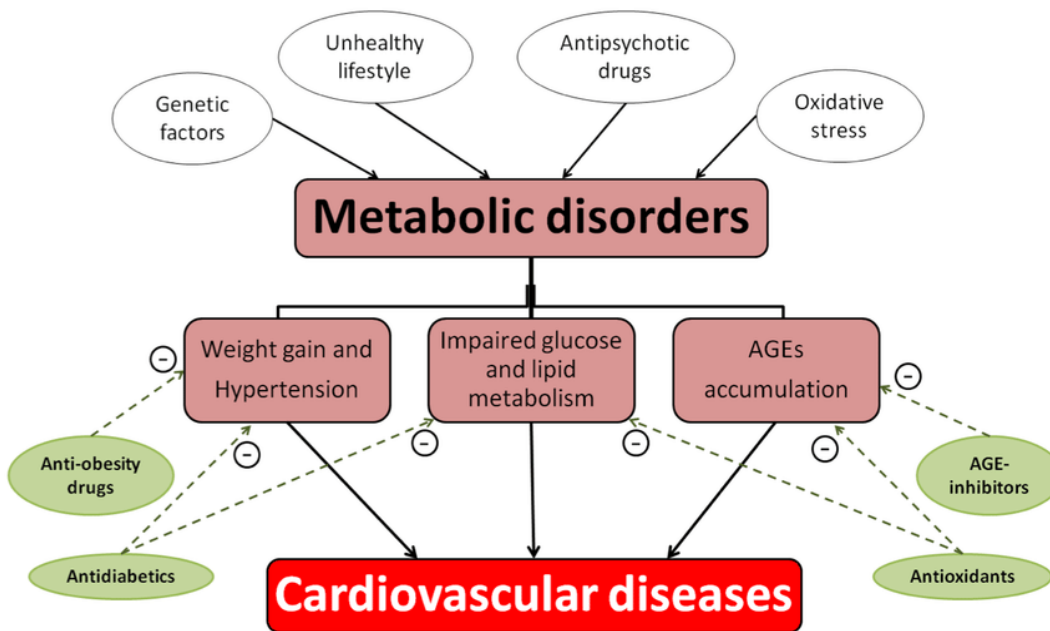 Unhealthy
lifestyle
Antipsychotic
drugs
Genetic
factors
Oxidative
stress
Metabolic disorders
Weight gain and
Hypertension
Impaired glucose
and lipid
metabolism
AGEs
accumulation
−
−
−
−
−
−
Anti-obesity
drugs
AGE-
inhibitors
Antidiabetics
Antioxidants
Cardiovascular diseases